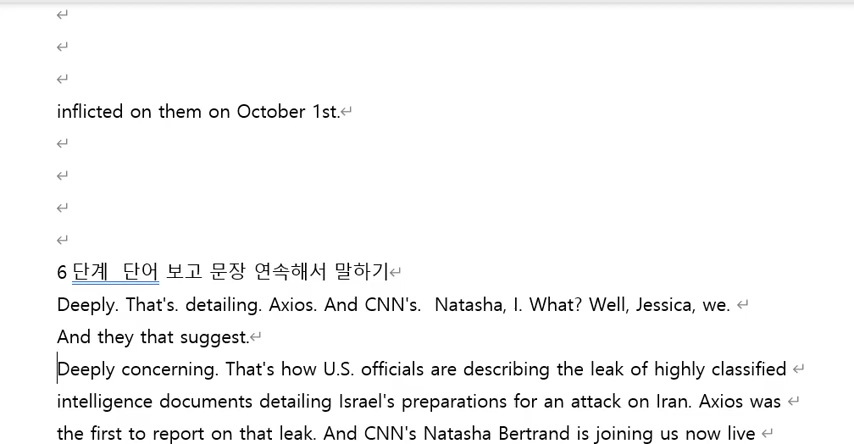 inflicted on them on October 1st.
6 단계  단어 보고 문장 연속해서 말하기
Deeply. That's. detailing. Axios. And CNN's.  Natasha, I. What? Well, Jessica, we.
And they that suggest.
Deeply concerning. That's how U.S. officials are describing the leak of highly classified
intelligence documents detailing Israel's preparations for an attack on Iran. Axios was
the first to report on that leak. And CNN's Natasha Bertrand is joining us now live